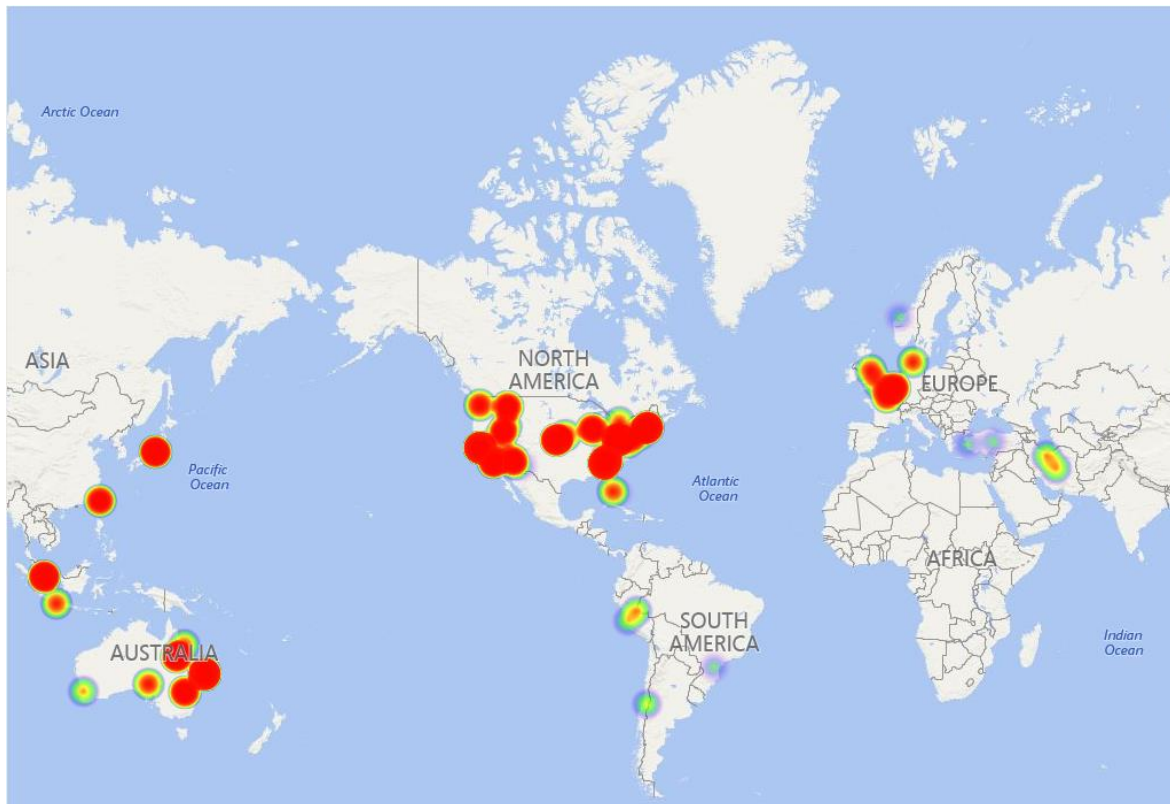 Arctic Ocean
ASIA
NORTH
AMERICA
EUROPE
Pacific
Ocean
Atlantic
Ocean
AFRICA
SOUTH
AMERICA
AUSTRALIA
Indian
Ocean